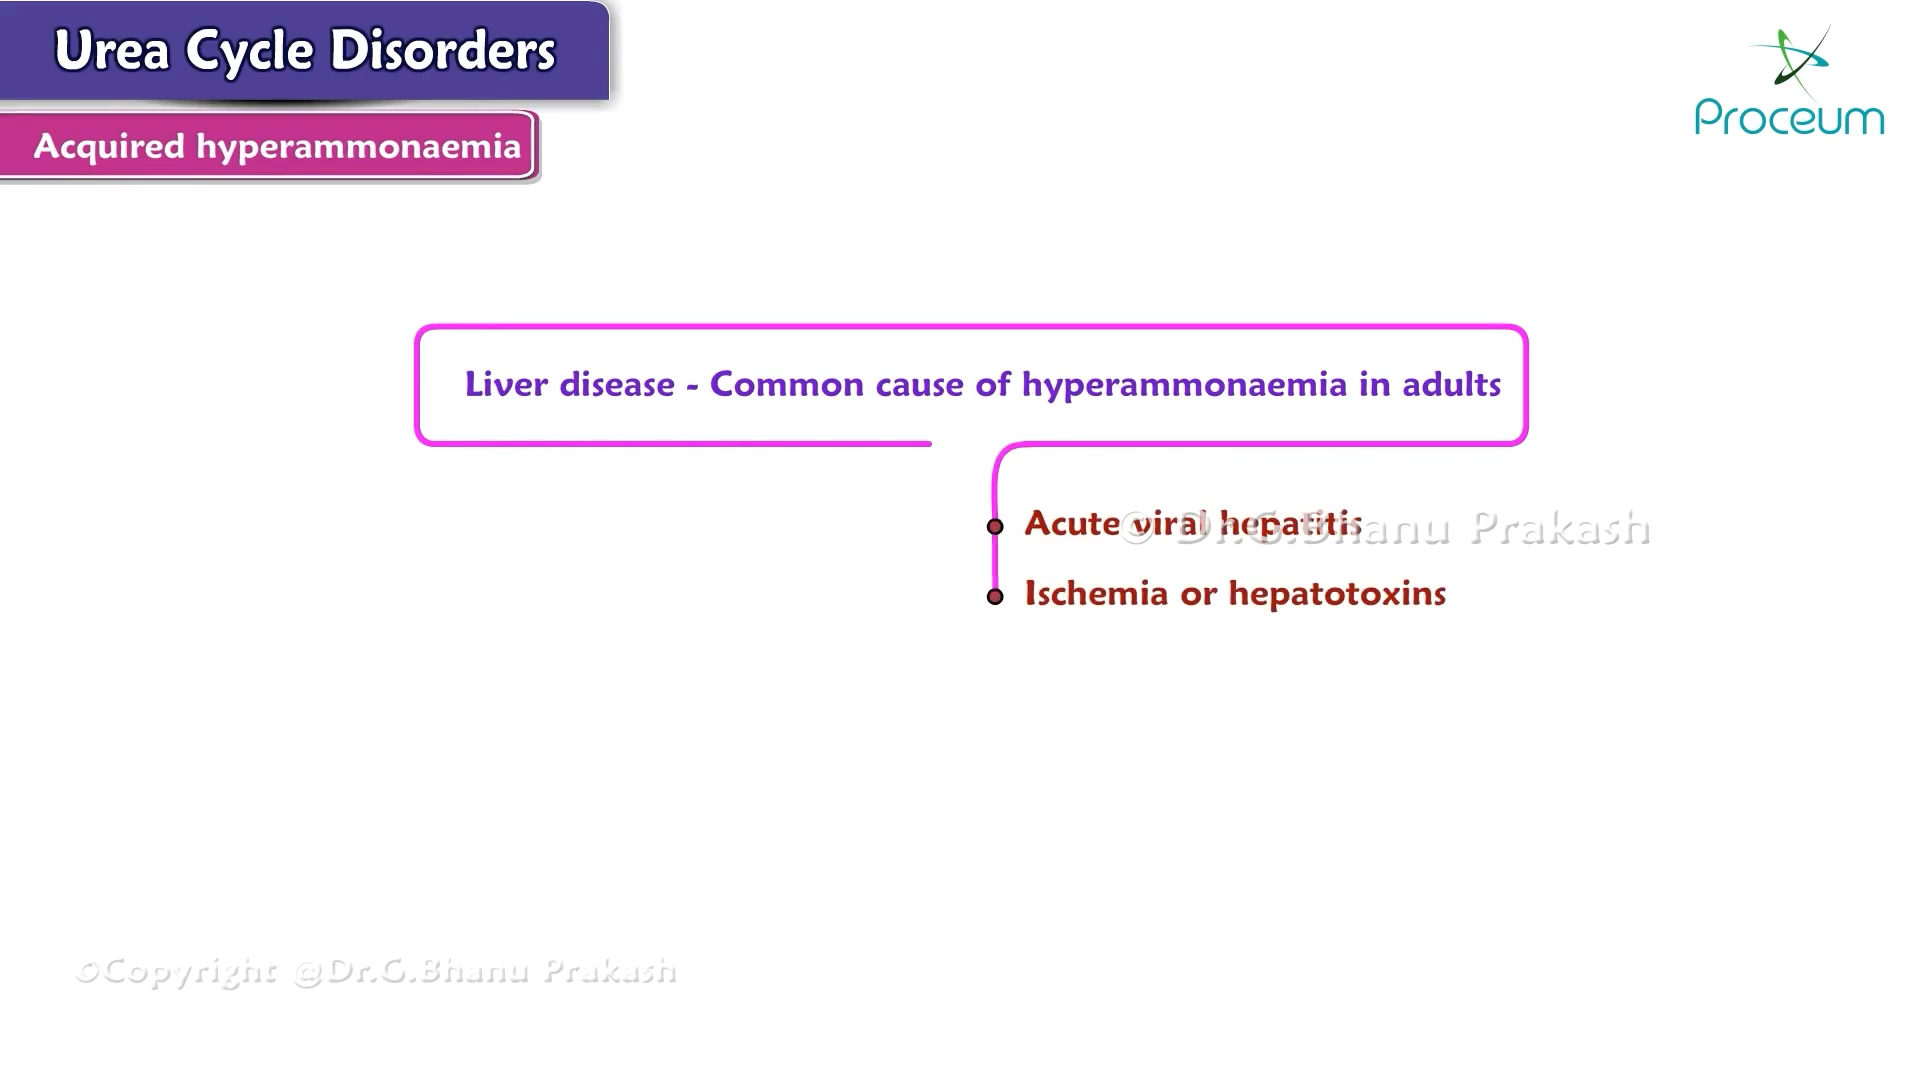 Urea Cycle Disorders
Proceum
Acquired hyperammonaemia
Liver disease - Common cause of hyperammonaemia in adults
Acute viral hepatitis
© Dr.G.Bhanu Prakash
Ischemia or hepatotoxins
©Copyright @Dr.G.Bhanu Prakash